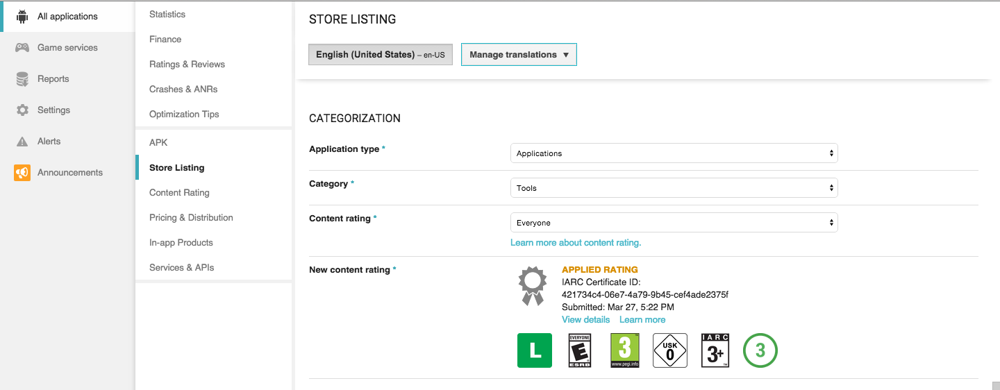 All applications
Game services
Reports
Settings
Alerts
Announcements
Statistics
Finance
Ratings & Reviews
Crashes & ANRs
Optimization Tips
APK
Store Listing
Content Rating
Pricing & Distribution
In-app Products
Services & APIs
STORE LISTING
English (United States) – en-US
Manage translations ▼
CATEGORIZATION
Application type *
Applications
Category *
Tools
Content rating *
Everyone
Learn more about content rating.
New content rating *
APPLIED RATING
IARC Certificate ID:
421734c4-06e7-4a79-9b45-cef4ade2375f
Submitted: Mar 27, 5:22 PM
View details Learn more
L
EVERYONE
E
ESRB
3
www.pegi.info
USK
0
IARC
3+
TM
3